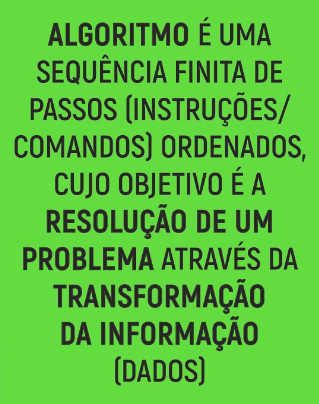 ALGORITMO É UMA
SEQUÊNCIA FINITA DE
PASSOS (INSTRUÇÕES/
COMANDOS) ORDENADOS,
CUJO OBJETIVO É A
RESOLUÇÃO DE UM
PROBLEMA ATRAVÉS DA
TRANSFORMAÇÃO
DA INFORMAÇÃO
(DADOS)